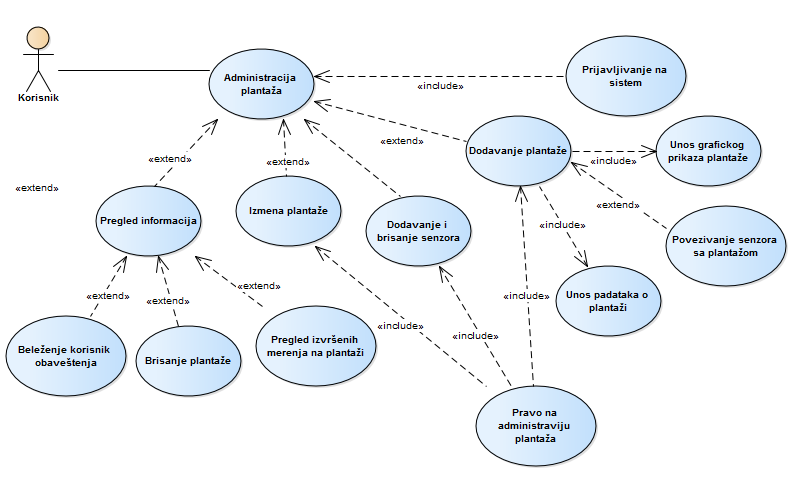 Korisnik
Administracija
plantaža
«include»
Prijavljivanje na
sistem
«extend»
Dodavanje plantaže
«include»
Unos grafickog
prikaza plantaže
«extend»
«extend»
«extend»
Pregled informacija
Izmena plantaže
Dodavanje i
brisanje senzora
«include»
«extend»
Povezivanje senzora
sa plantažom
«extend»
«extend»
«extend»
«include»
Unos padataka o
plantaži
Beleženje korisnik
obaveštenja
Brisanje plantaže
Pregled izvršenih
merenja na plantaži
«include»
«include»
Pravo na
administraviju
plantaža